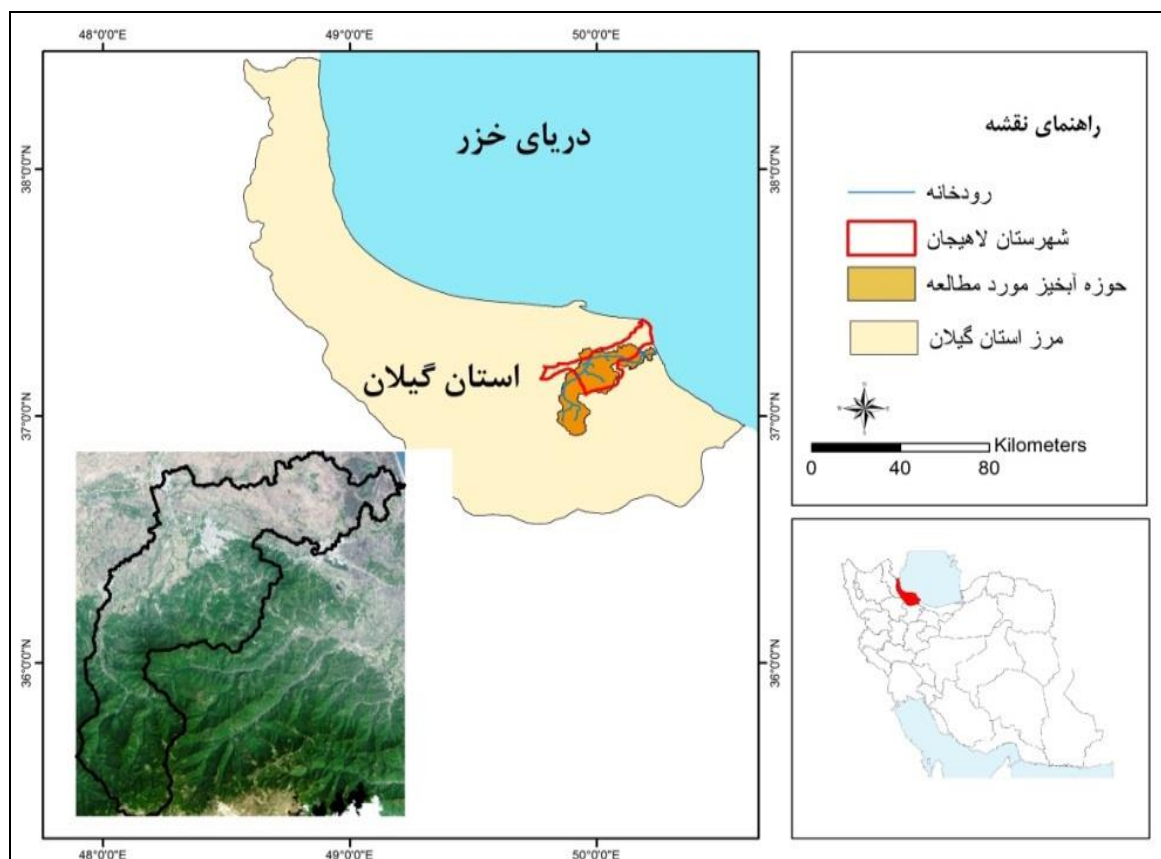 48°0'0"E 49°0'0"E 50°0'0"E
38°0'0"N
37°0'0"N
36°0'0"N
دریای خزر
استان گیلان
38°0'0"N
37°0'0"N
36°0'0"N
48°0'0"E 49°0'0"E 50°0'0"E
راهنمای نقشه
رودخانه
شهرستان لاهیجان
حوزه آبخیز مورد مطالعه
مرز استان گیلان
Kilometers
0 40 80